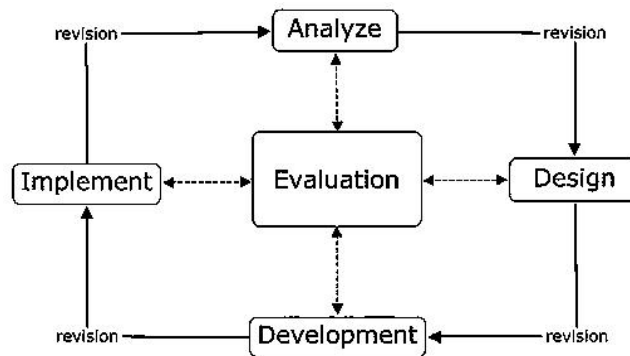 revision
Analyze
revision
Implement
Evaluation
Design
revision
Development
revision